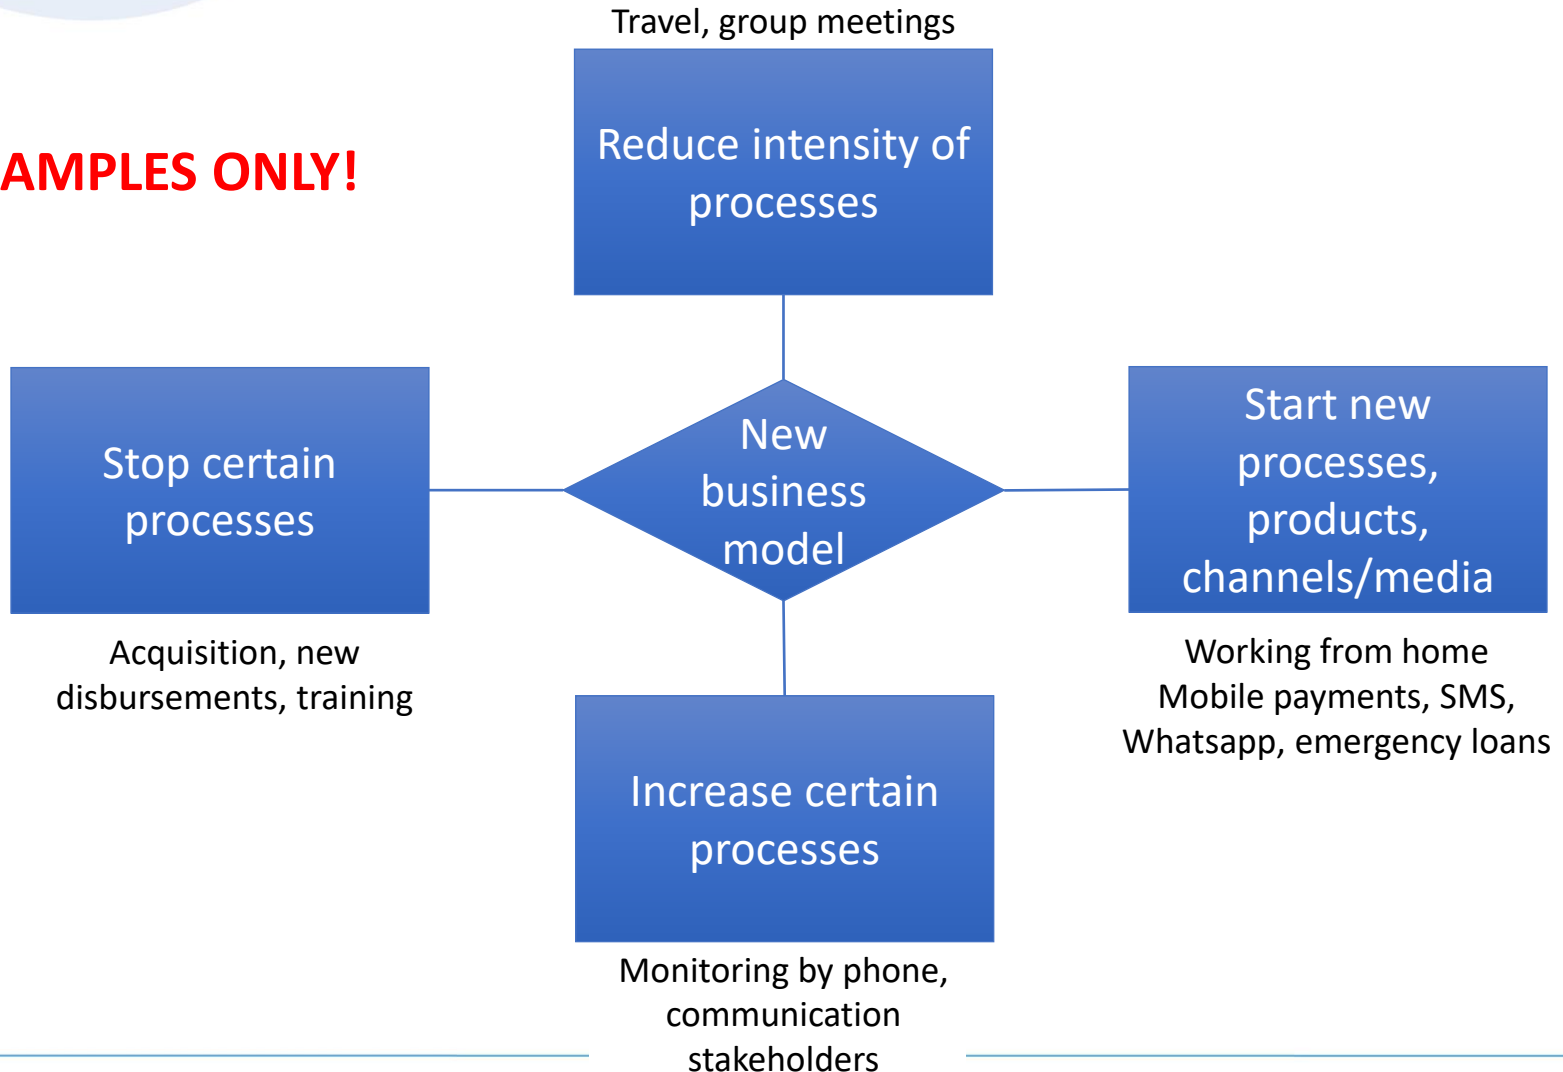 Travel, group meetings
Reduce intensity of
processes
AMPLES ONLY!
Stop certain
processes
Acquisition, new
disbursements, training
New
business
model
Start new
processes,
products,
channels/media
Working from home
Mobile payments, SMS,
Whatsapp, emergency loans
Increase certain
processes
Monitoring by phone,
communication
stakeholders